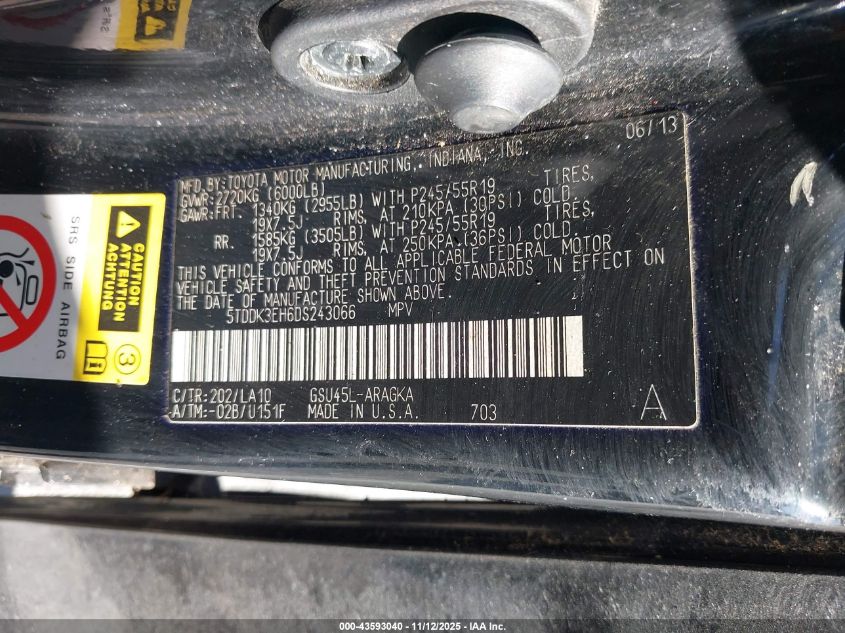 06/13
MFD.BY:TOYOTA MOTOR MANUFACTURING, INDIANA, INC.
GVWR:2720KG (6000LB)
GAWR:FRT. 1340KG (2955LB) WITH P245/55R19 TIRES,
19X7.5J RIMS, AT 210KPA (30PSI) COLD.
RR. 1585KG (3505LB) WITH P245/55R19 TIRES,
19X7.5J RIMS, AT 250KPA (36PSI) COLD.
THIS VEHICLE CONFORMS TO ALL APPLICABLE FEDERAL MOTOR
VEHICLE SAFETY AND THEFT PREVENTION STANDARDS IN EFFECT ON
THE DATE OF MANUFACTURE SHOWN ABOVE.
5TDDK3EH6DS243066 MPV
C/TR:202/LA10 GSU45L-ARAGKA
A/TM:-02B/U151F MADE IN U.S.A. 703 A
SRS SIDE AIRBAG
CAUTION
ATTENTION
ACHTUNG
3
000-43593040 - 11/12/2025 - IAA Inc.